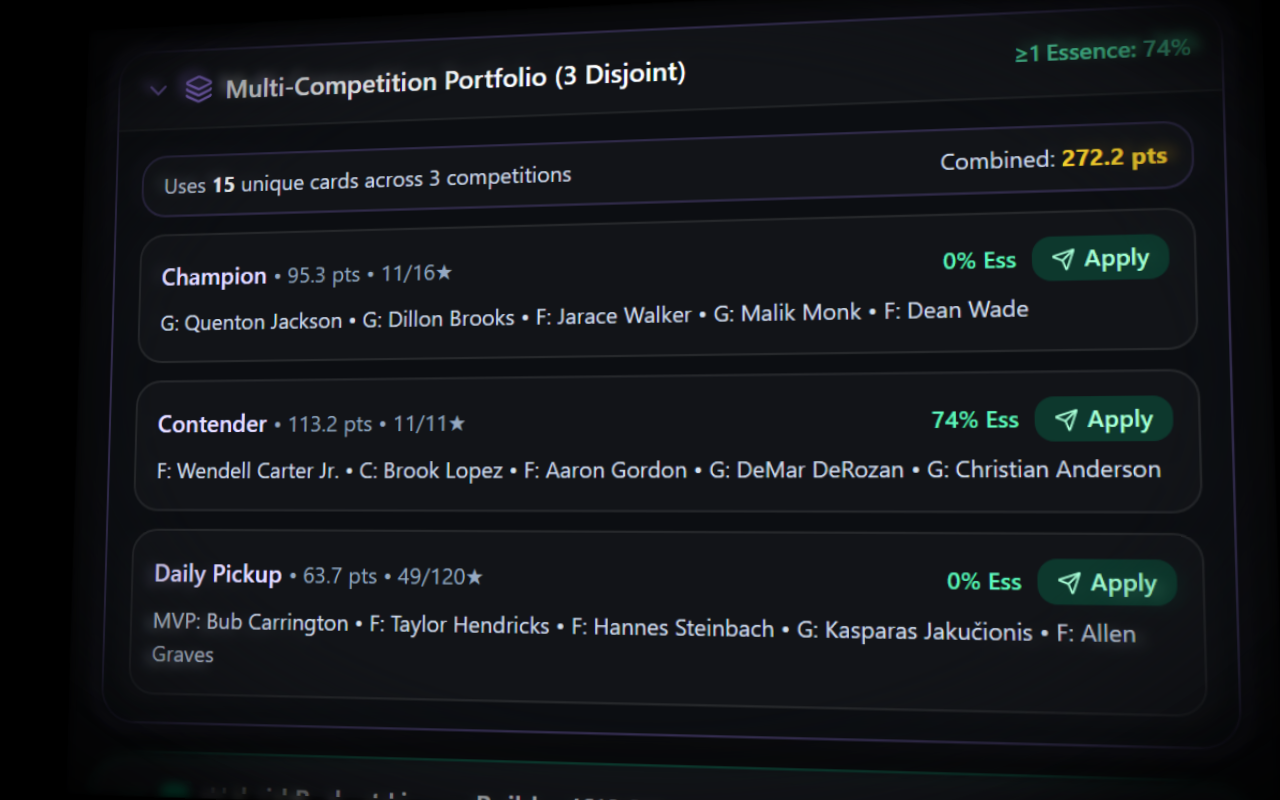 Multi-Competition Portfolio (3 Disjoint)
≥1 Essence: 74%
Uses 15 unique cards across 3 competitions
Combined: 272.2 pts
Champion • 95.3 pts • 11/16★
0% Ess
Apply
G: Quenton Jackson • G: Dillon Brooks • F: Jarace Walker • G: Malik Monk • F: Dean Wade
Contender • 113.2 pts • 11/11★
74% Ess
Apply
F: Wendell Carter Jr. • C: Brook Lopez • F: Aaron Gordon • G: DeMar DeRozan • G: Christian Anderson
Daily Pickup • 63.7 pts • 49/120★
0% Ess
Apply
MVP: Bub Carrington • F: Taylor Hendricks • F: Hannes Steinbach • G: Kasparas Jakučionis • F: Allen
Graves